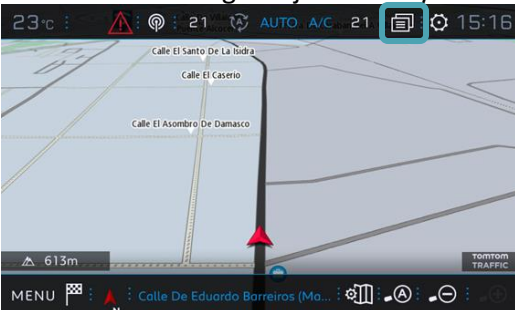 23°C 21 AUTO A/C 21 15:16
Calle El Santo De La Isidra
Calle El Caserio
Calle El Asombro De Damasco
613m
TOMTOM
TRAFFIC
MENU Calle De Eduardo Barreiros (Ma... A